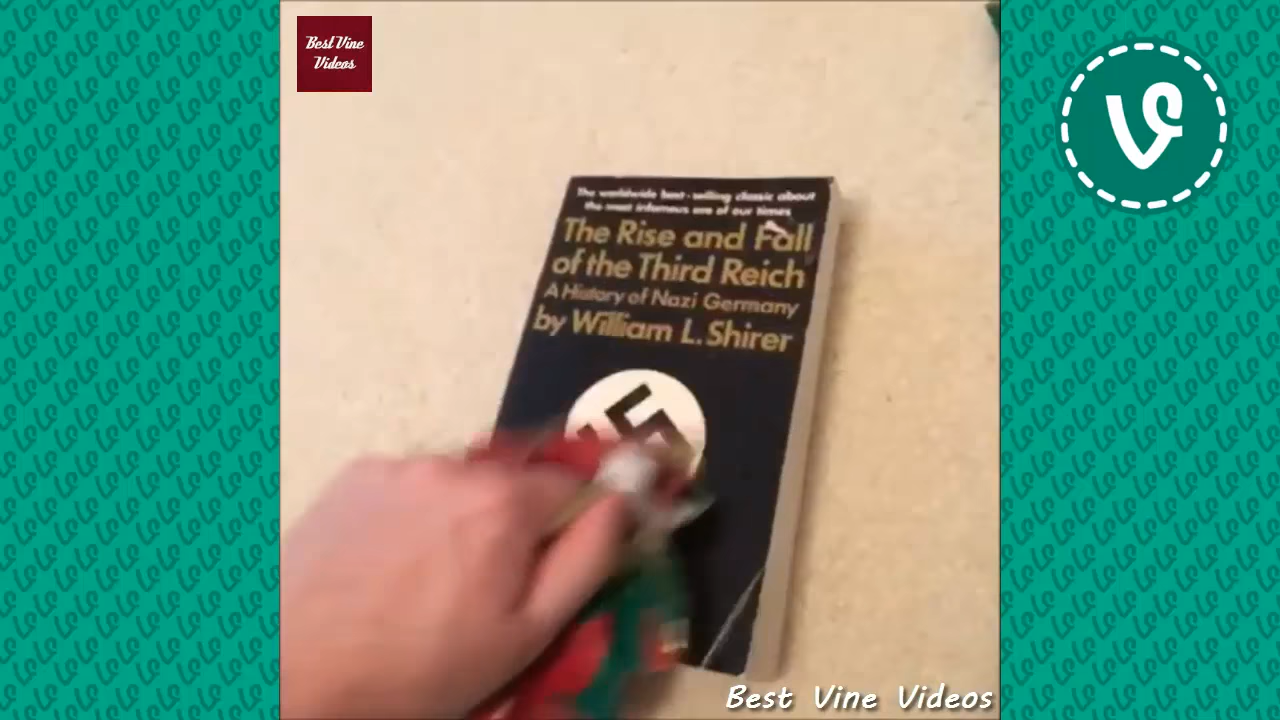 Best Vine
Videos
The worldwide best-selling classic about
the most infamous era of our times
The Rise and Fall
of the Third Reich
A History of Nazi Germany
by William L. Shirer
Best Vine Videos